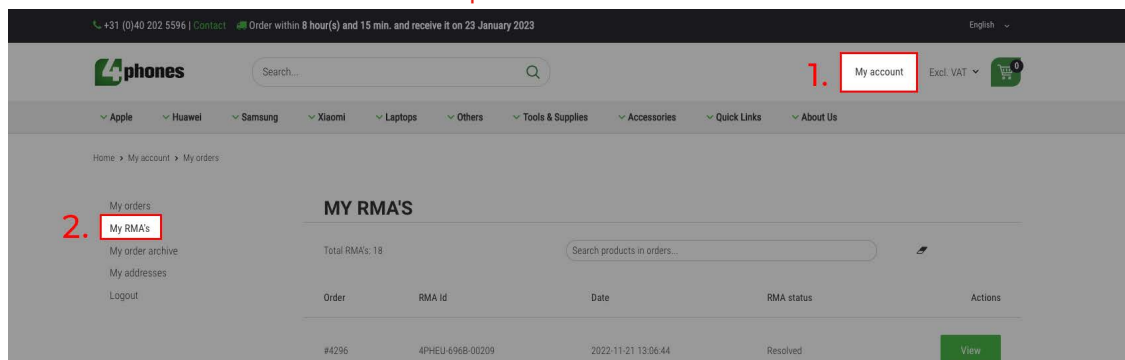 +31 (0)40 202 5596 | Contact Order within 8 hour(s) and 15 min. and receive it on 23 January 2023 English
4phones Search... 1. My account Excl. VAT 0
Apple Huawei Samsung Xiaomi Laptops Others Tools & Supplies Accessories Quick Links About Us
Home > My account > My orders
My orders
MY RMA'S
2. My RMA's
My order archive
Total RMA's: 18 Search products in orders...
My addresses
Logout
Order RMA Id Date RMA status Actions
#4296 4PHEU-696B-00209 2022-11-21 13:06:44 Resolved View